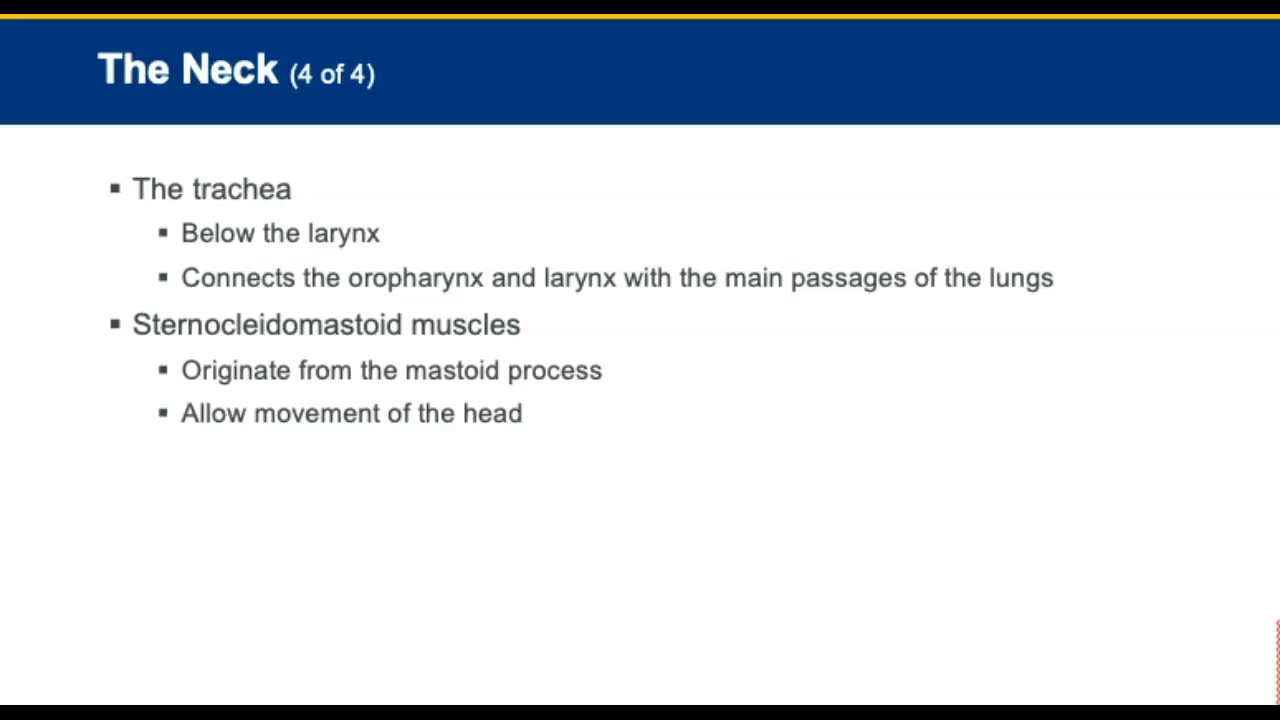 The Neck (4 of 4)
▪ The trachea
▪ Below the larynx
▪ Connects the oropharynx and larynx with the main passages of the lungs
▪ Sternocleidomastoid muscles
▪ Originate from the mastoid process
▪ Allow movement of the head